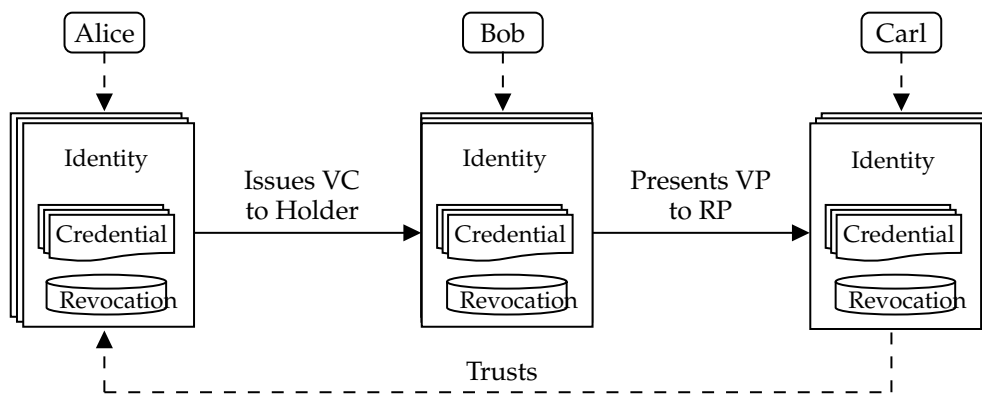 Alice
Bob
Carl
Identity
Identity
Identity
Issues VC
to Holder
Presents VP
to RP
Credential
Credential
Credential
Revocation
Revocation
Revocation
Trusts